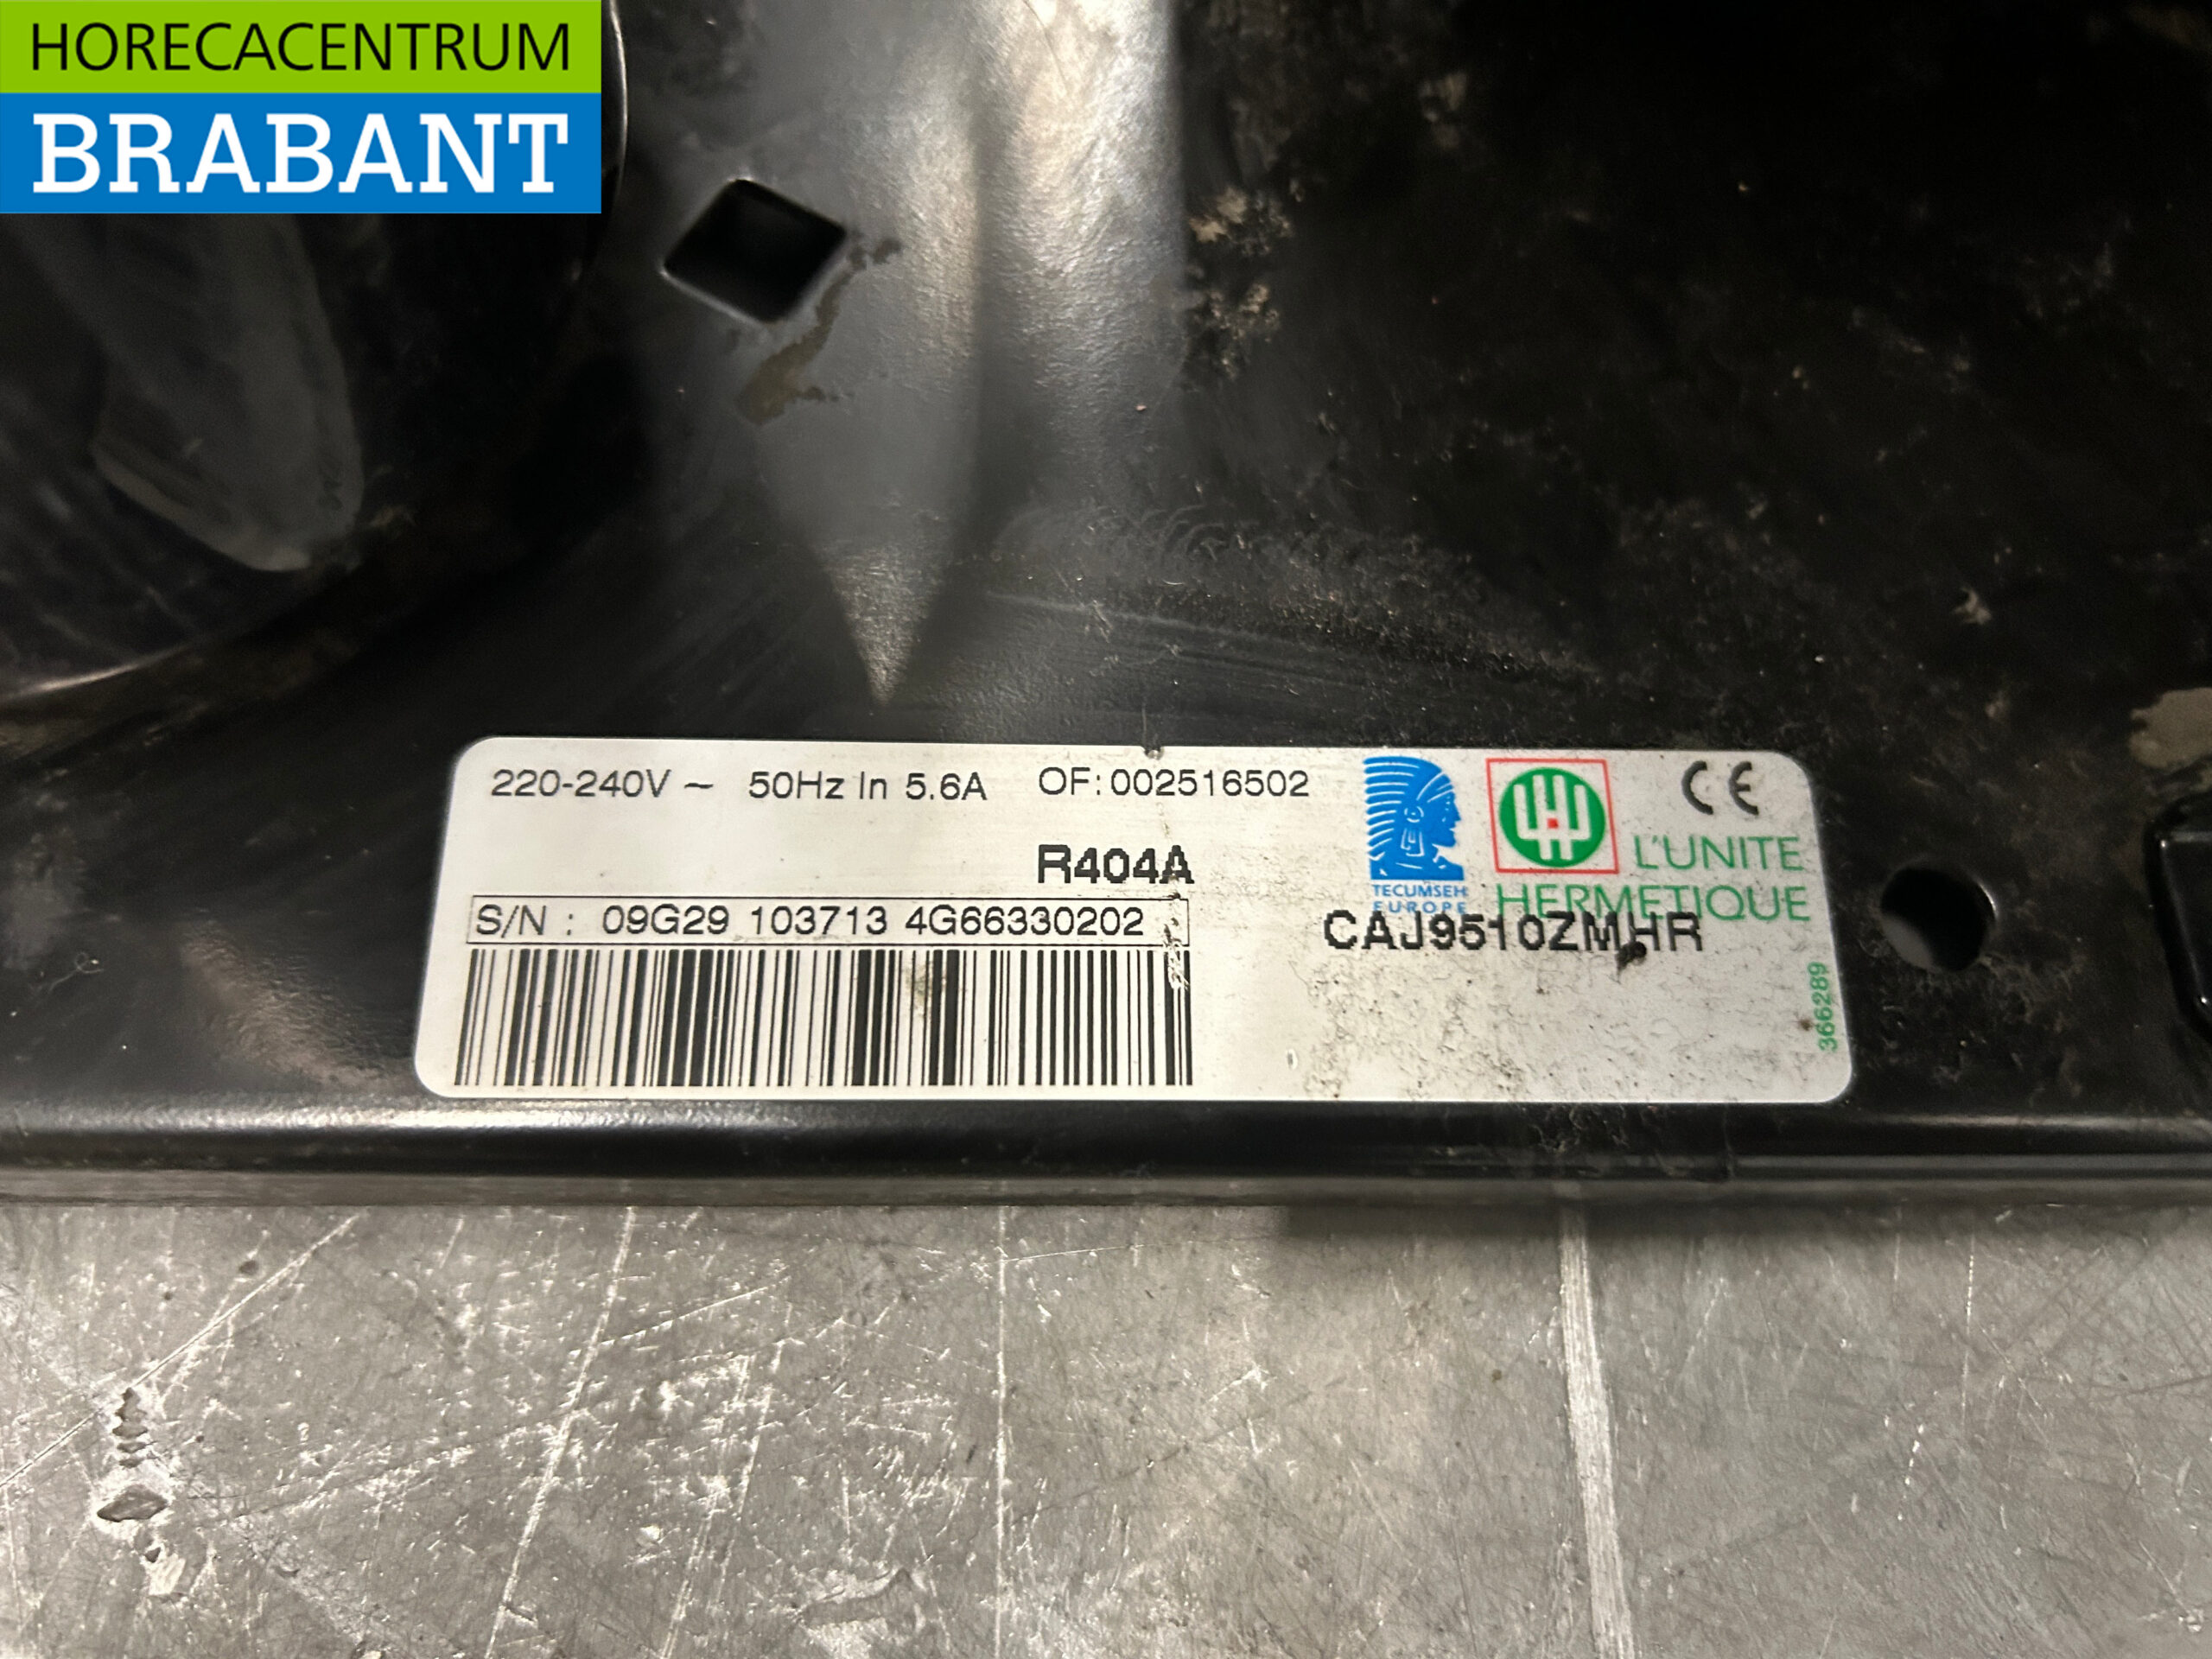 HORECACENTRUM
BRABANT
220-240V ~ 50Hz In 5.6A OF: 002516502
R404A
S/N : 09G29 103713 4G66330202
TECUMSEH
EUROPE
CE
L'UNITE
HERMETIQUE
CAJ9510ZMHR
366289